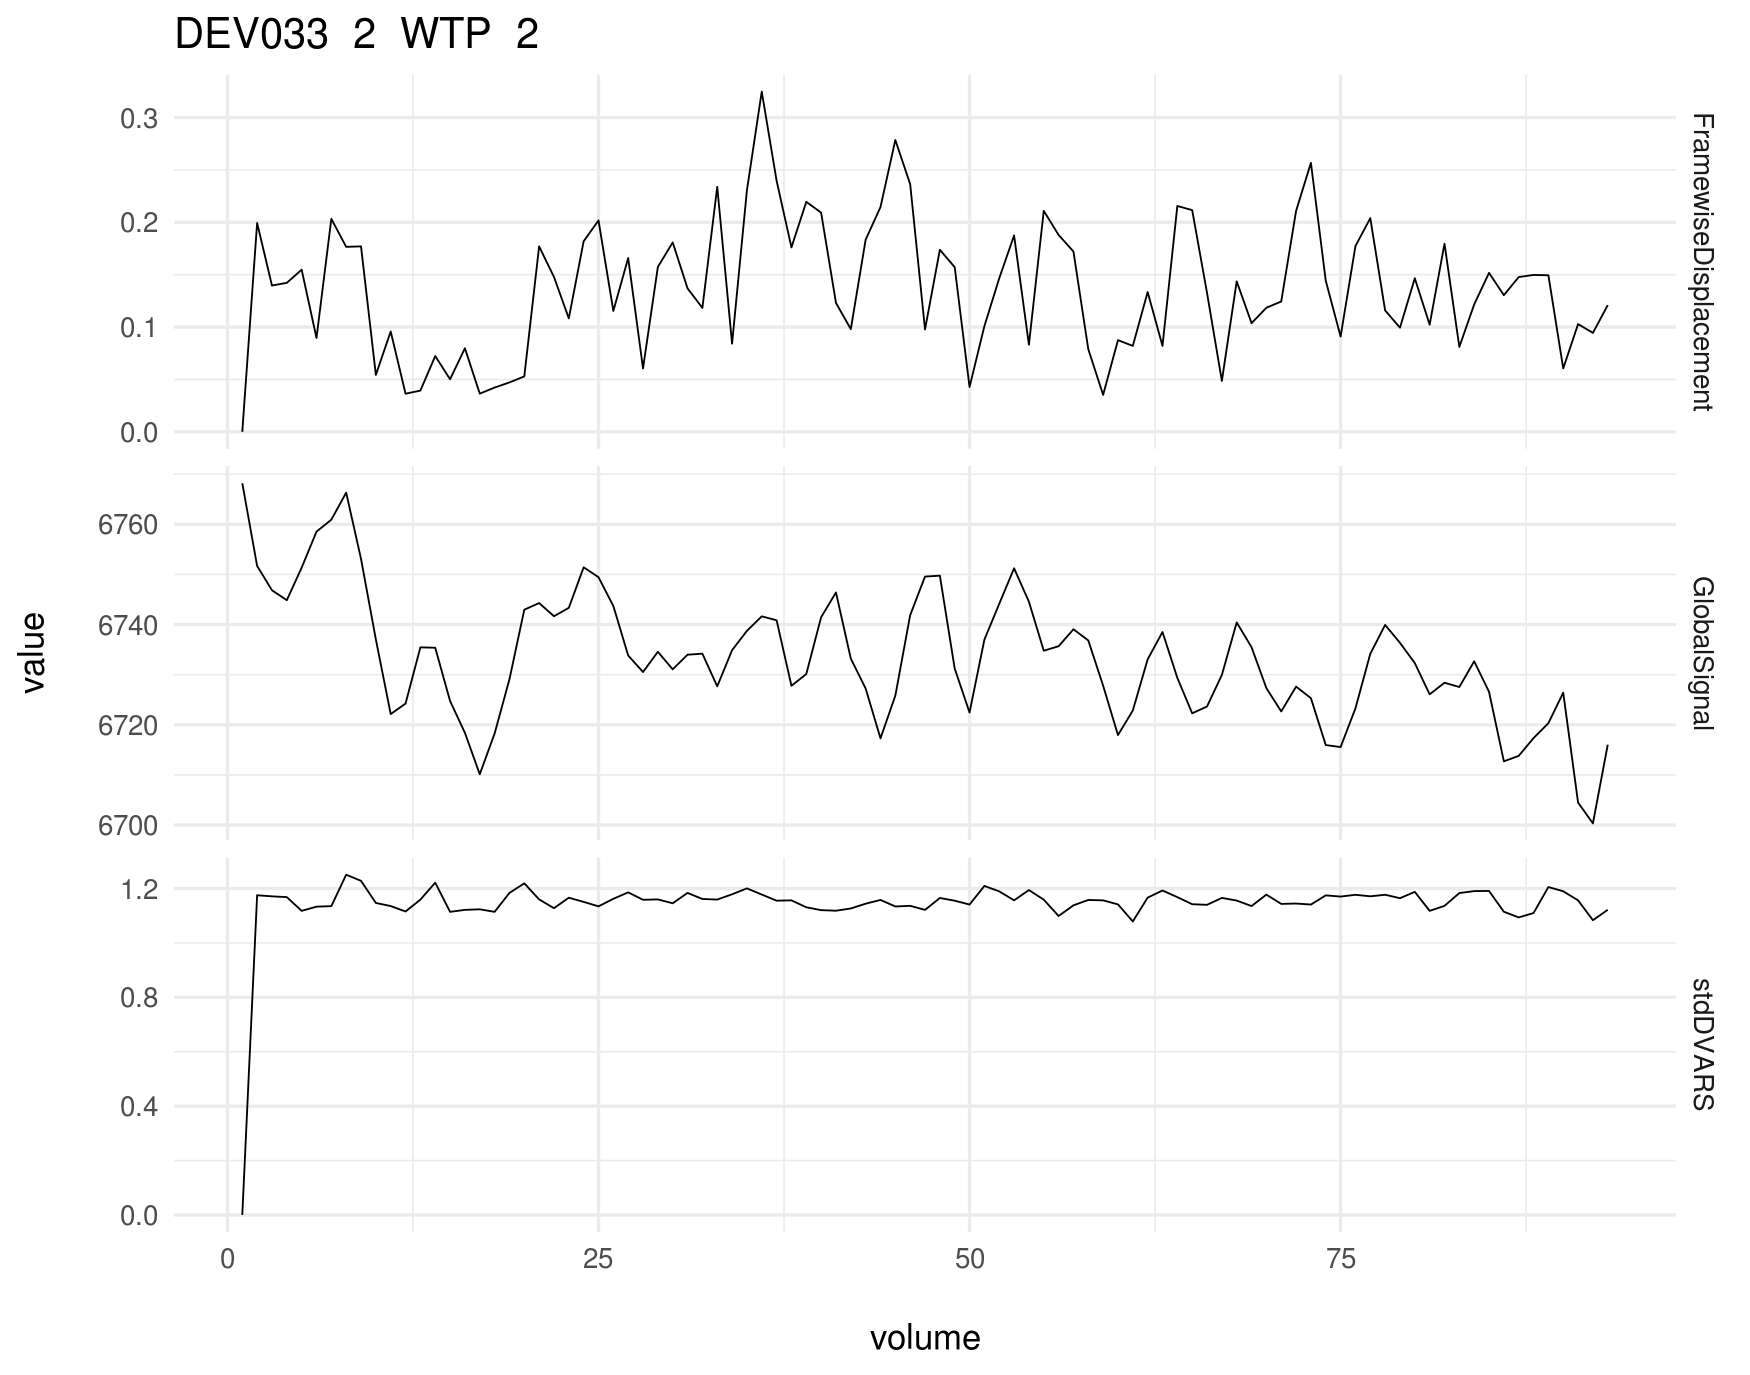 DEV033  2  WTP  2
0.3
0.2
0.1
0.0
FramewiseDisplacement
6760
6740
6720
6700
GlobalSignal
1.2
0.8
0.4
0.0
stdDVARS
value
0 25 50 75
volume